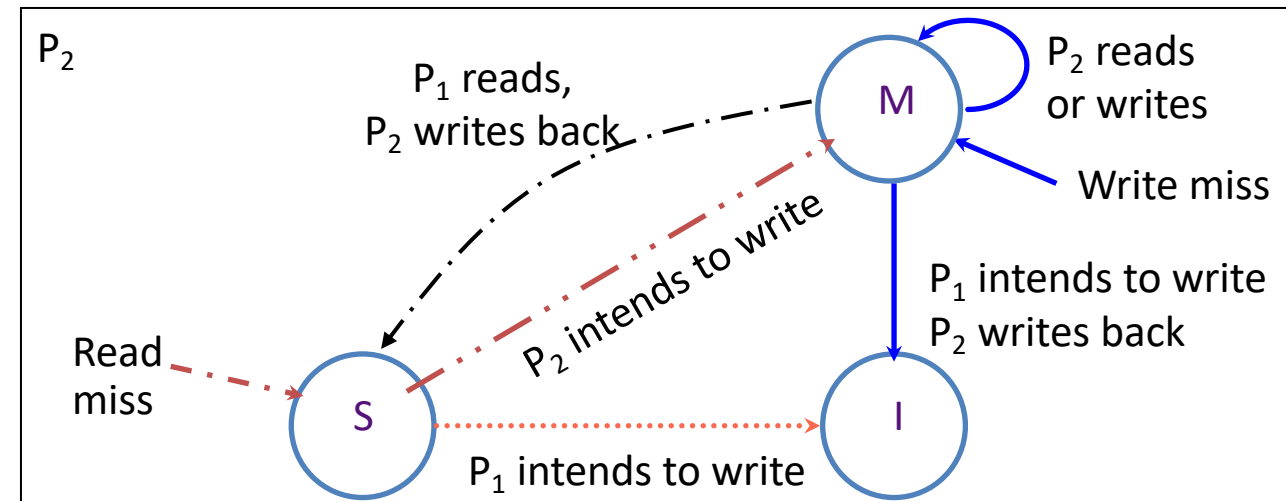 P₂
P₁ reads,
P₂ writes back
M
P₂ reads
or writes
Write miss
P₂ intends to write
P₁ intends to write
P₂ writes back
Read
miss
S
I
P₁ intends to write